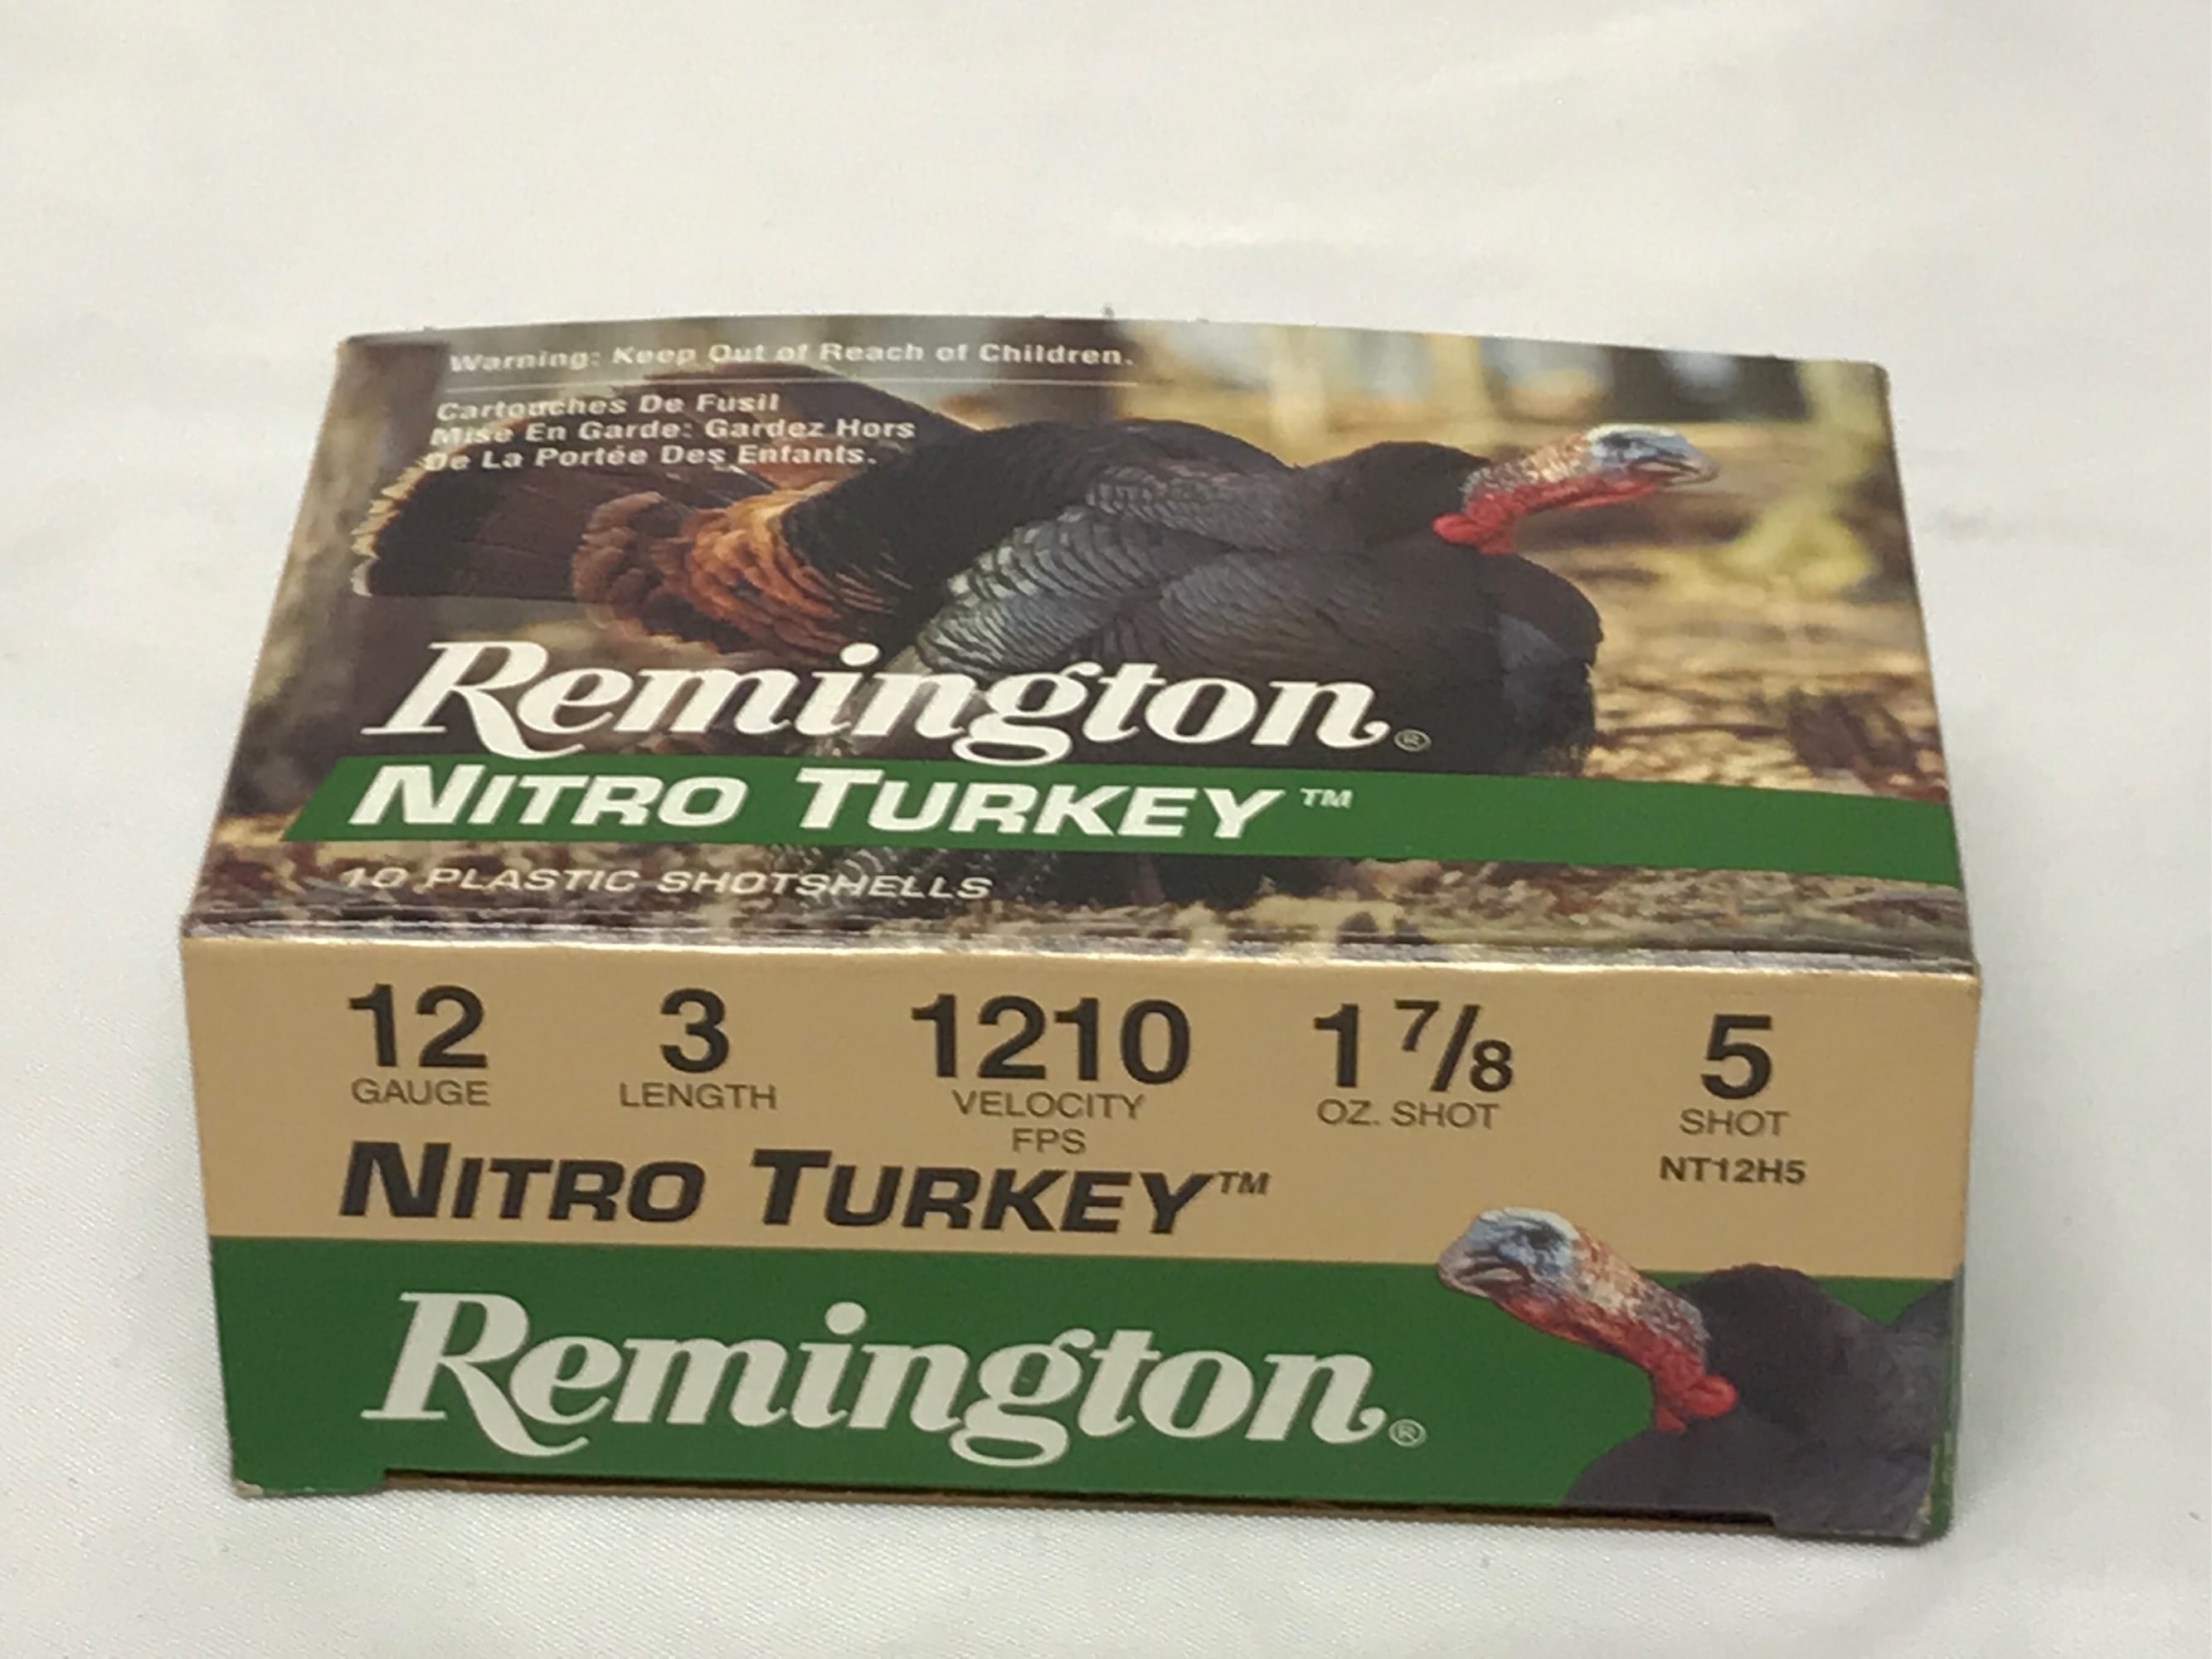 Warning: Keep Out of Reach of Children.
Cartouches De Fusil
Mise En Garde: Gardez Hors
De La Portée Des Enfants.
Remington®
NITRO TURKEY™
10 PLASTIC SHOTSHELLS
12 3 1210 1 7/8 5
GAUGE LENGTH VELOCITY OZ. SHOT SHOT
FPS NT12H5
NITRO TURKEY™
Remington®